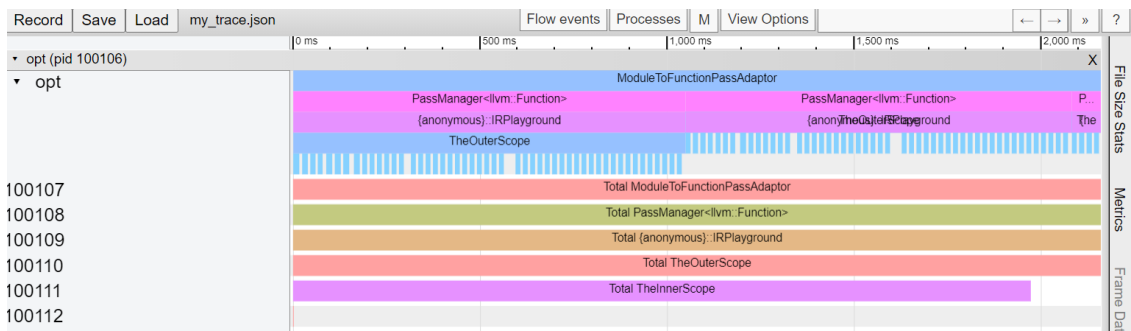 Record Save Load my_trace.json Flow events Processes M View Options ← → » ?
0 ms 500 ms 1,000 ms 1,500 ms 2,000 ms
▾ opt (pid 100106) X
▾ opt ModuleToFunctionPassAdaptor
PassManager<llvm::Function> PassManager<llvm::Function> P...
{anonymous}::IRPlayground
TheOuterScope
100107 Total ModuleToFunctionPassAdaptor
100108 Total PassManager<llvm::Function>
100109 Total {anonymous}::IRPlayground
100110 Total TheOuterScope
100111 Total TheInnerScope
100112
File Size Stats
Metrics
Frame Dat